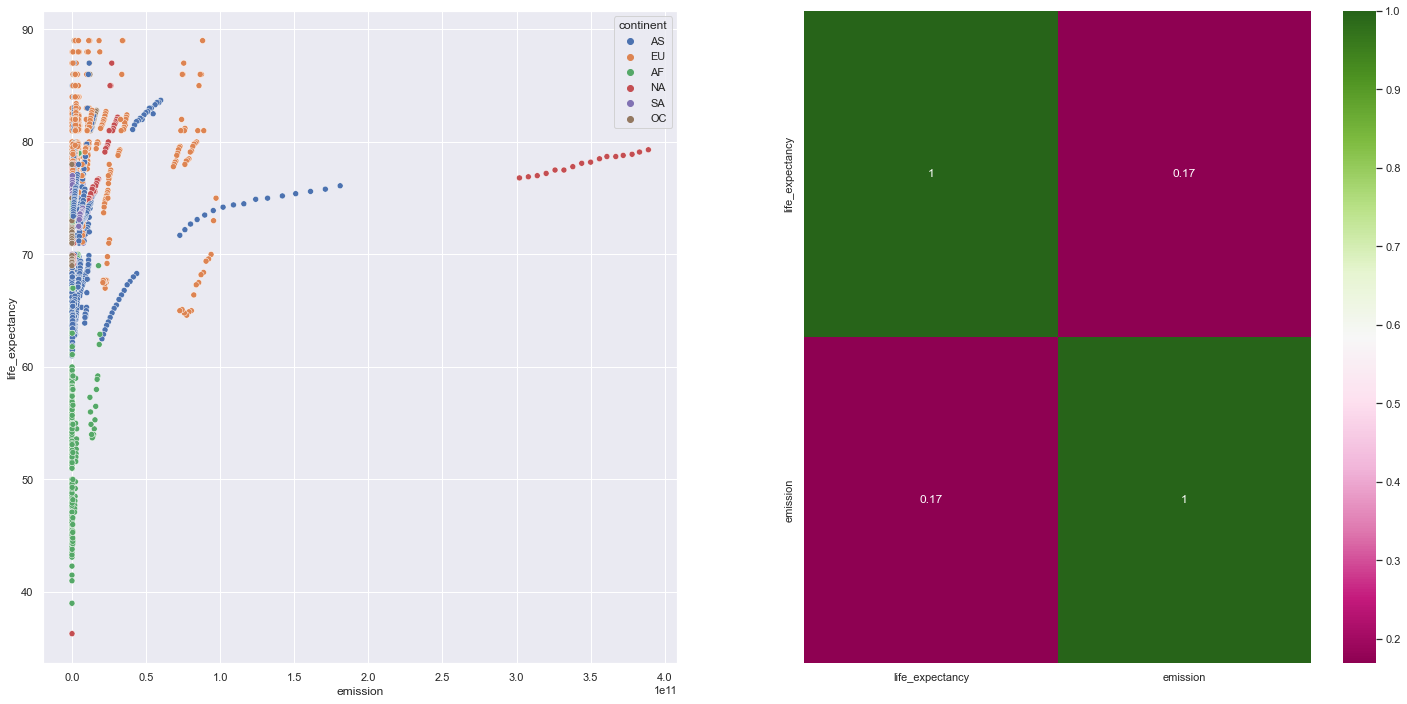 continent
AS
EU
AF
NA
SA
OC
90
80
70
60
50
40
life_expectancy
0.0 0.5 1.0 1.5 2.0 2.5 3.0 3.5 4.0
1e11
emission
life_expectancy
emission
1 0.17
0.17 1
life_expectancy emission
1.0
0.9
0.8
0.7
0.6
0.5
0.4
0.3
0.2